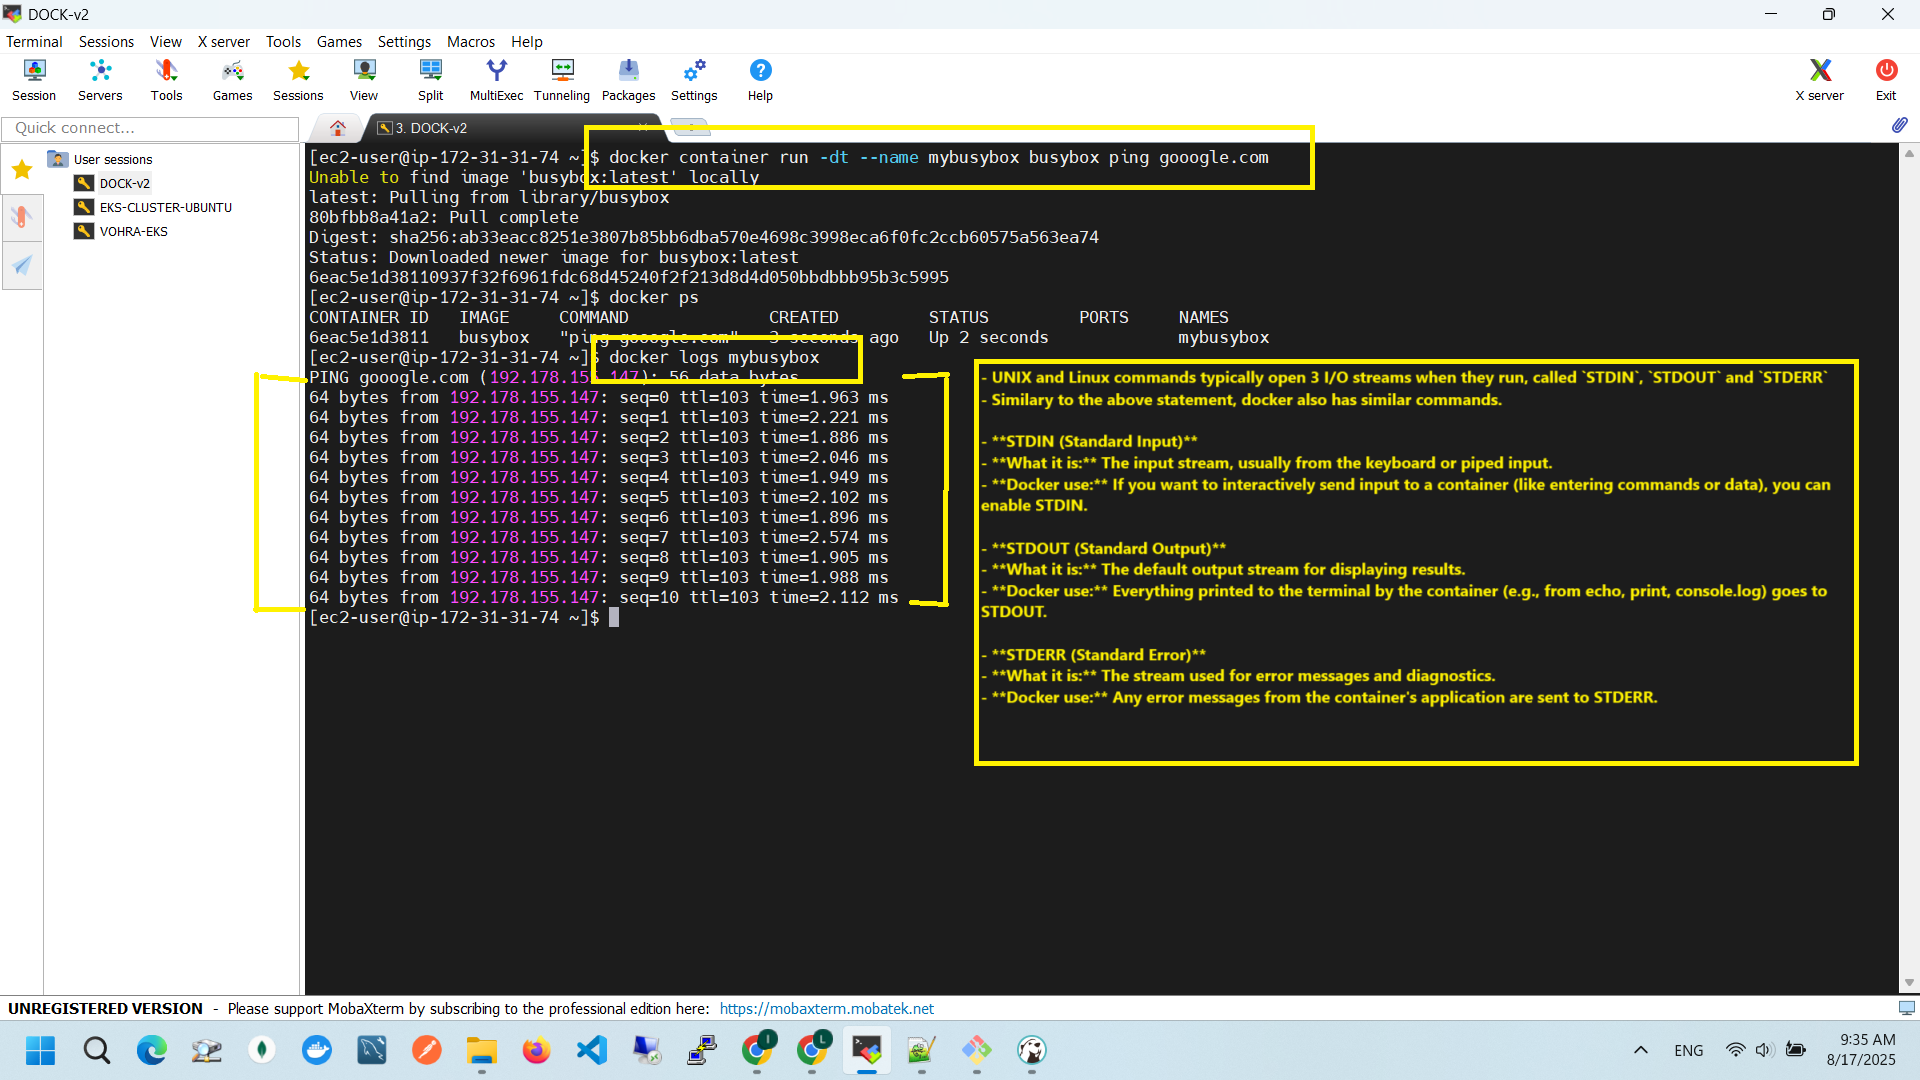 DOCK-v2
Terminal Sessions View X server Tools Games Settings Macros Help
Session Servers Tools Games Sessions View Split MultiExec Tunneling Packages Settings Help X server Exit
Quick connect...
3. DOCK-v2
User sessions
DOCK-v2
EKS-CLUSTER-UBUNTU
VOHRA-EKS
[ec2-user@ip-172-31-31-74 ~]$ docker container run -dt --name mybusybox busybox ping gooogle.com
Unable to find image 'busybox:latest' locally
latest: Pulling from library/busybox
80bfbb8a41a2: Pull complete
Digest: sha256:ab33eacc8251e3807b85bb6dba570e4698c3998eca6f0fc2ccb60575a563ea74
Status: Downloaded newer image for busybox:latest
6eac5e1d38110937f32f6961fdc68d45240f2f213d8d4d050bbdbbb95b3c5995
[ec2-user@ip-172-31-31-74 ~]$ docker ps
CONTAINER ID IMAGE COMMAND CREATED STATUS PORTS NAMES
6eac5e1d3811 busybox "ping gooogle.com" 3 seconds ago Up 2 seconds mybusybox
[ec2-user@ip-172-31-31-74 ~]$ docker logs mybusybox
PING gooogle.com (192.178.155.147): 56 data bytes
64 bytes from 192.178.155.147: seq=0 ttl=103 time=1.963 ms
64 bytes from 192.178.155.147: seq=1 ttl=103 time=2.221 ms
64 bytes from 192.178.155.147: seq=2 ttl=103 time=1.886 ms
64 bytes from 192.178.155.147: seq=3 ttl=103 time=2.046 ms
64 bytes from 192.178.155.147: seq=4 ttl=103 time=1.949 ms
64 bytes from 192.178.155.147: seq=5 ttl=103 time=2.102 ms
64 bytes from 192.178.155.147: seq=6 ttl=103 time=1.896 ms
64 bytes from 192.178.155.147: seq=7 ttl=103 time=2.574 ms
64 bytes from 192.178.155.147: seq=8 ttl=103 time=1.905 ms
64 bytes from 192.178.155.147: seq=9 ttl=103 time=1.988 ms
64 bytes from 192.178.155.147: seq=10 ttl=103 time=2.112 ms
[ec2-user@ip-172-31-31-74 ~]$
- UNIX and Linux commands typically open 3 I/O streams when they run, called `STDIN`, `STDOUT` and `STDERR`
- Similary to the above statement, docker also has similar commands.
- **STDIN (Standard Input)**
- **What it is:** The input stream, usually from the keyboard or piped input.
- **Docker use:** If you want to interactively send input to a container (like entering commands or data), you can
enable STDIN.
- **STDOUT (Standard Output)**
- **What it is:** The default output stream for displaying results.
- **Docker use:** Everything printed to the terminal by the container (e.g., from echo, print, console.log) goes to
STDOUT.
- **STDERR (Standard Error)**
- **What it is:** The stream used for error messages and diagnostics.
- **Docker use:** Any error messages from the container's application are sent to STDERR.
UNREGISTERED VERSION - Please support MobaXterm by subscribing to the professional edition here: https://mobaxterm.mobatek.net
I
L
ENG
9:35 AM
8/17/2025